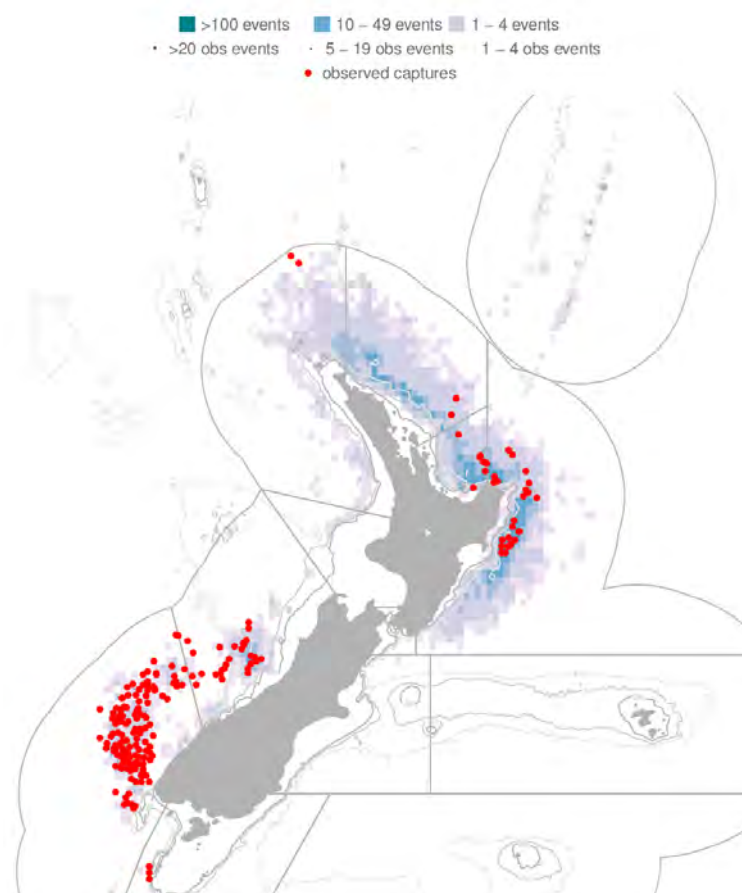 >100 events 10 – 49 events 1 – 4 events
>20 obs events 5 – 19 obs events 1 – 4 obs events
observed captures